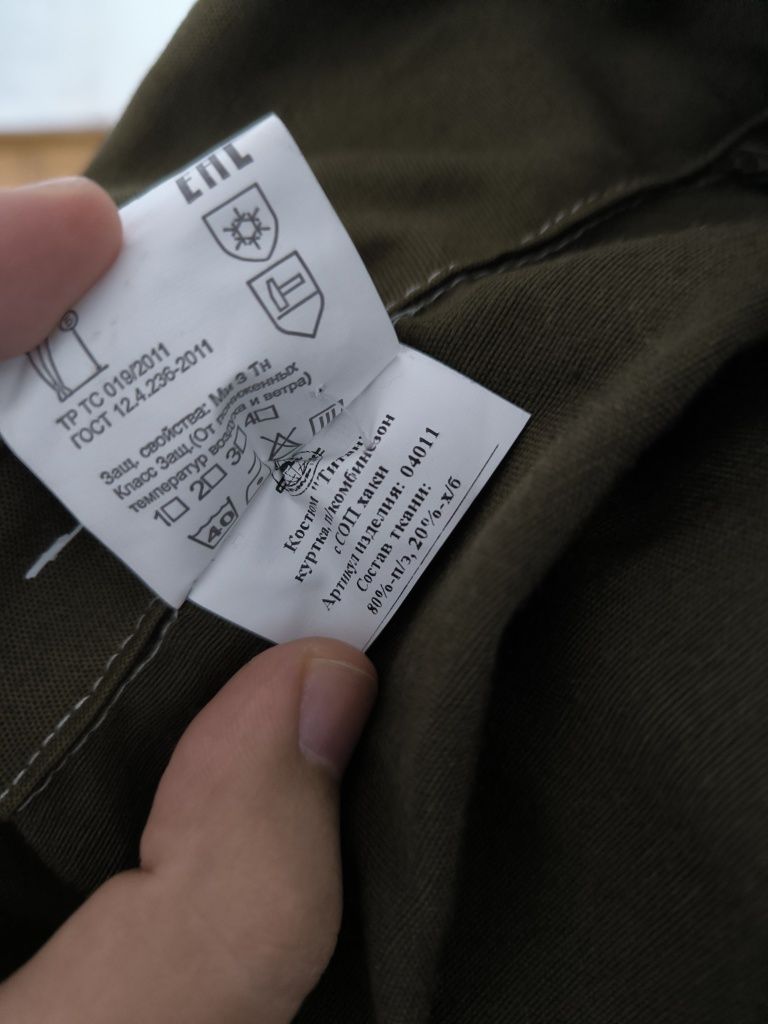 ЕАС
ТР ТС 019/2011
ГОСТ 12.4.236-2011
Защ. свойства: Ми З Тн
Класс Защ.(От пониженных
температур воздуха и ветра)
1□ 2□ 3□ 4□
40
Костюм "Титан"
куртка, п/комбинезон
с СОП хаки
Артикул изделия: 04011
Состав ткани:
80%-п/э, 20%-х/б